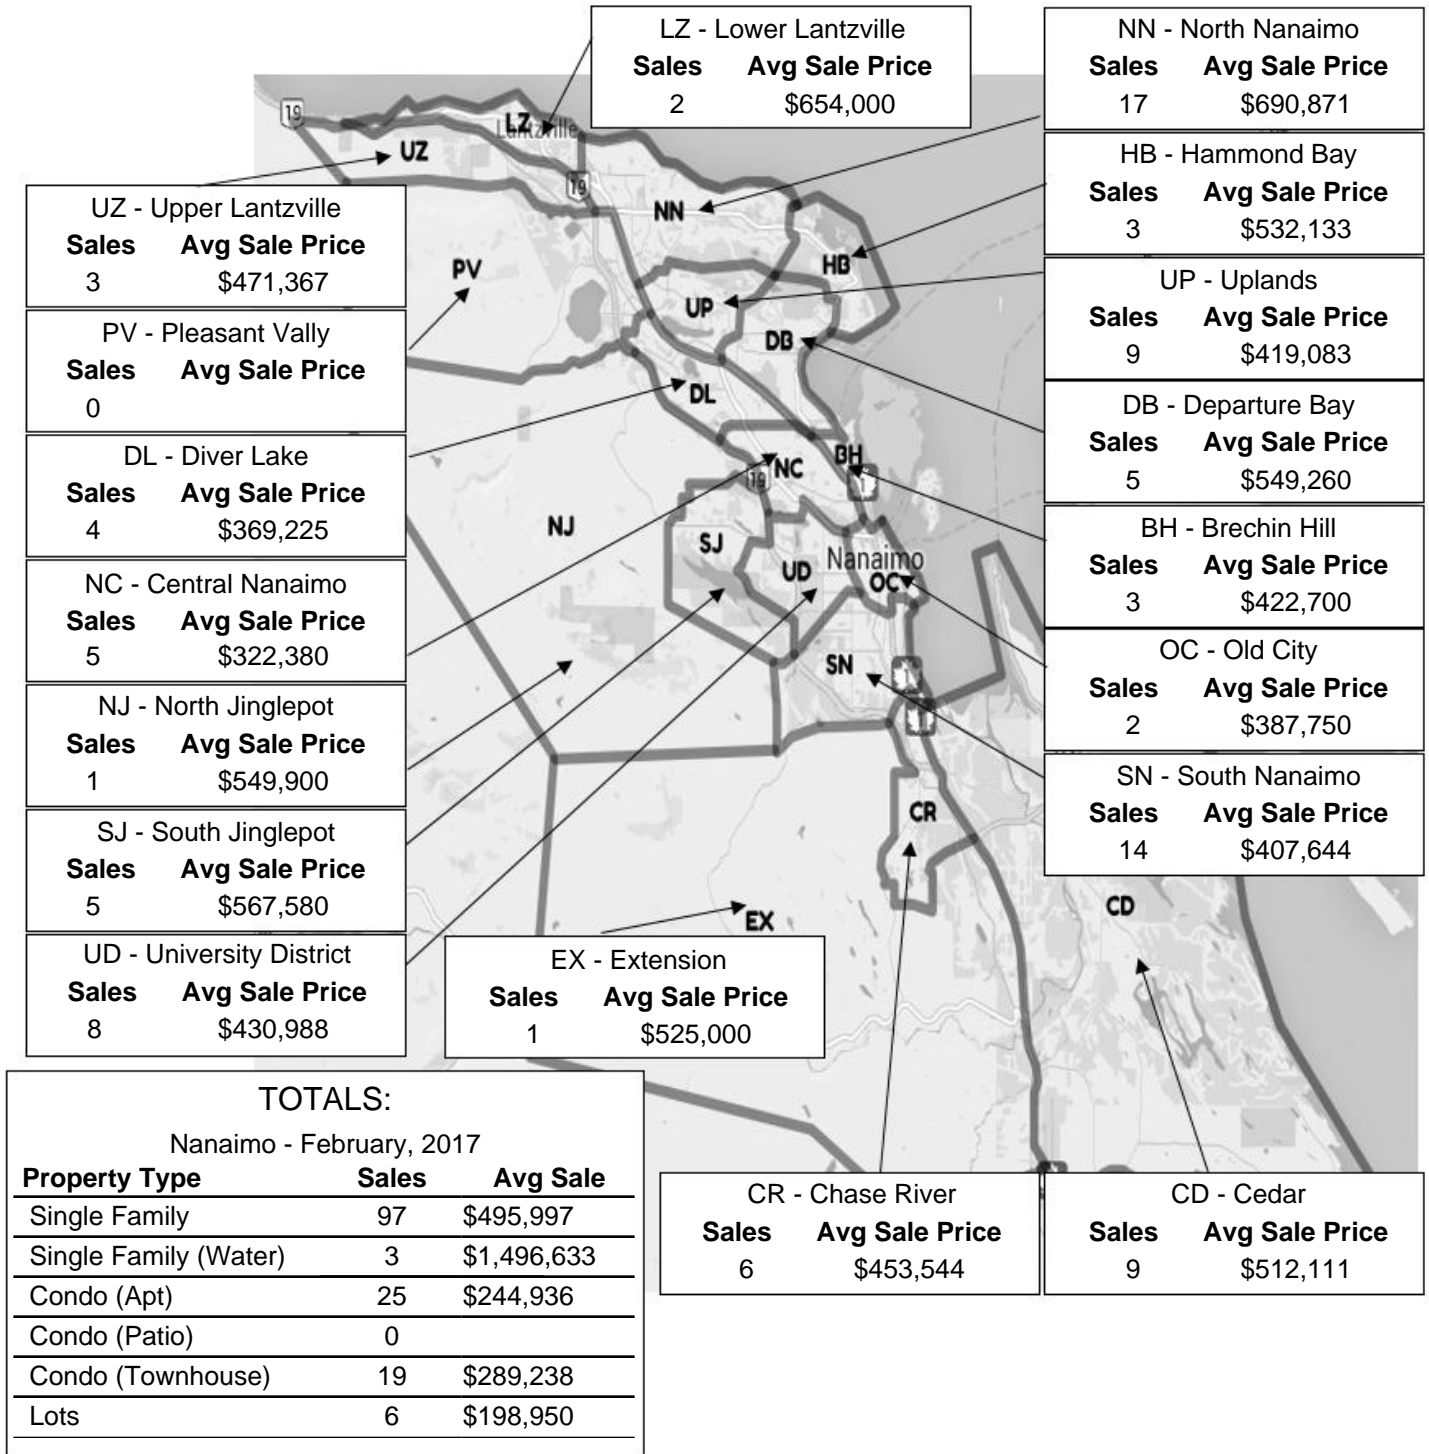 LZ - Lower Lantzville
Sales Avg Sale Price
2 $654,000
NN - North Nanaimo
Sales Avg Sale Price
17 $690,871
HB - Hammond Bay
Sales Avg Sale Price
3 $532,133
UP - Uplands
Sales Avg Sale Price
9 $419,083
DB - Departure Bay
Sales Avg Sale Price
5 $549,260
BH - Brechin Hill
Sales Avg Sale Price
3 $422,700
OC - Old City
Sales Avg Sale Price
2 $387,750
SN - South Nanaimo
Sales Avg Sale Price
14 $407,644
UZ - Upper Lantzville
Sales Avg Sale Price
3 $471,367
PV - Pleasant Vally
Sales Avg Sale Price
0
DL - Diver Lake
Sales Avg Sale Price
4 $369,225
NC - Central Nanaimo
Sales Avg Sale Price
5 $322,380
NJ - North Jinglepot
Sales Avg Sale Price
1 $549,900
SJ - South Jinglepot
Sales Avg Sale Price
5 $567,580
UD - University District
Sales Avg Sale Price
8 $430,988
EX - Extension
Sales Avg Sale Price
1 $525,000
CR - Chase River
Sales Avg Sale Price
6 $453,544
CD - Cedar
Sales Avg Sale Price
9 $512,111
19
LZ
Lantzville
UZ
19
NN
PV
HB
UP
DB
DL
BH
NC
19
1
NJ
SJ
Nanaimo
UD
OC
SN
1
CR
CD
EX
TOTALS:
Nanaimo - February, 2017
Property Type Sales Avg Sale
Single Family 97 $495,997
Single Family (Water) 3 $1,496,633
Condo (Apt) 25 $244,936
Condo (Patio) 0
Condo (Townhouse) 19 $289,238
Lots 6 $198,950